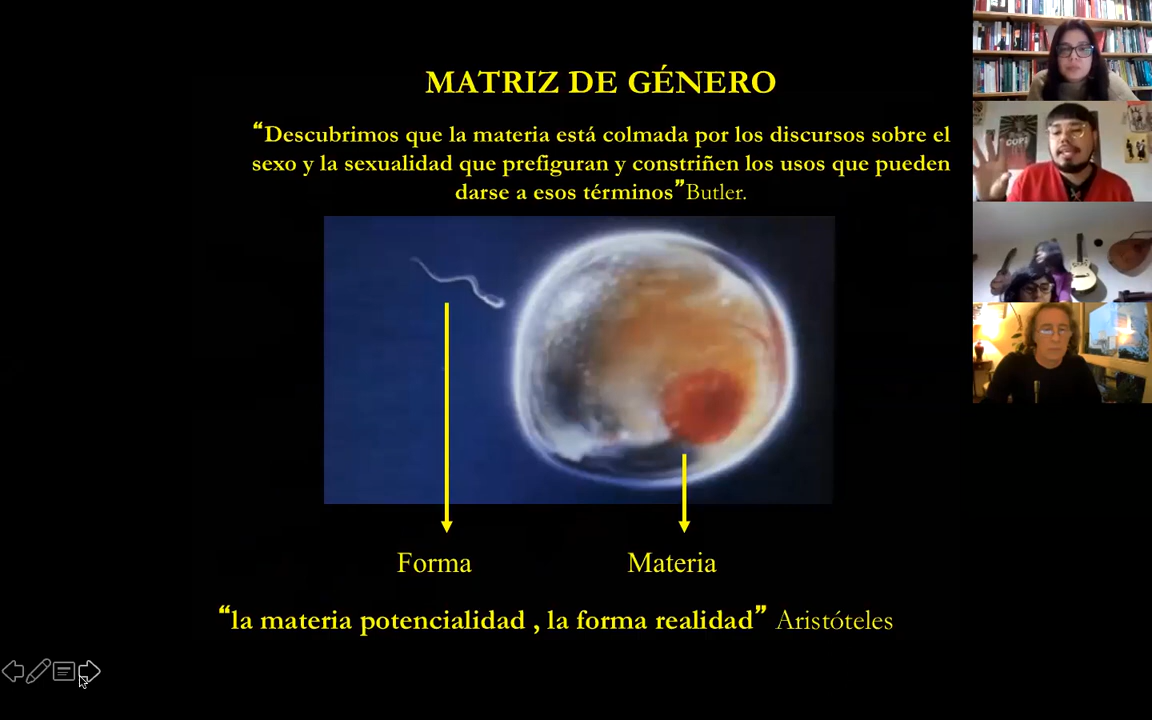 MATRIZ DE GÉNERO
“Descubrimos que la materia está colmada por los discursos sobre el
sexo y la sexualidad que prefiguran y constriñen los usos que pueden
darse a esos términos”Butler.
Forma
Materia
“la materia potencialidad , la forma realidad” Aristóteles